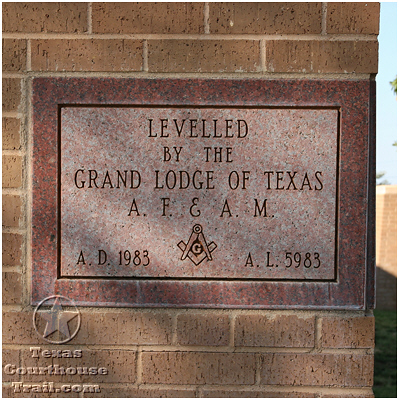 LEVELLED
BY THE
GRAND LODGE OF TEXAS
A. F. & A. M.
G
A. D. 1983 A. L. 5983
Texas
Courthouse
Trail.com